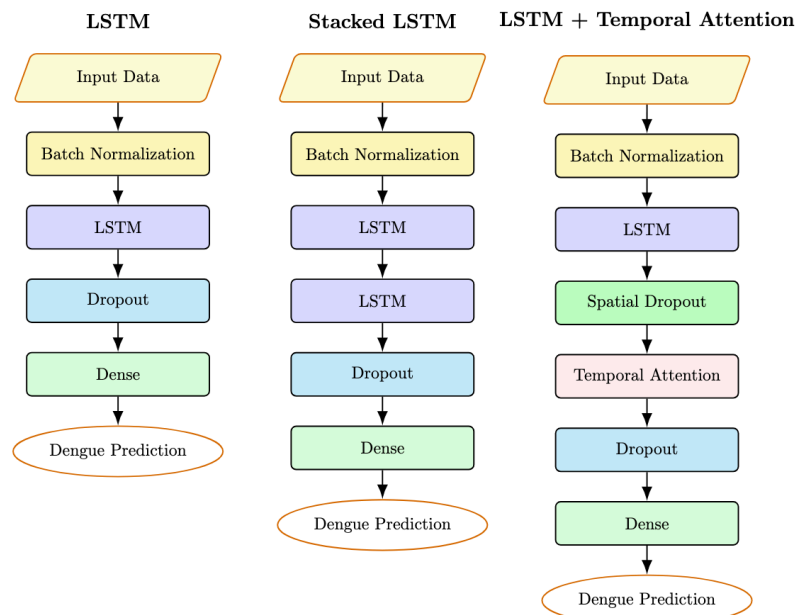 LSTM
Input Data
Batch Normalization
LSTM
Dropout
Dense
Dengue Prediction
Stacked LSTM
Input Data
Batch Normalization
LSTM
LSTM
Dropout
Dense
Dengue Prediction
LSTM + Temporal Attention
Input Data
Batch Normalization
LSTM
Spatial Dropout
Temporal Attention
Dropout
Dense
Dengue Prediction